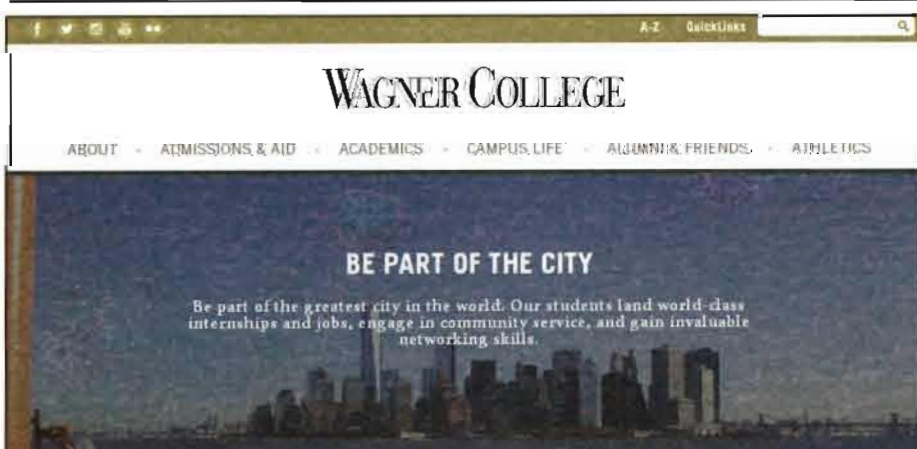 A-Z QuickLinks
WAGNER COLLEGE
ABOUT ADMISSIONS & AID ACADEMICS CAMPUS LIFE ALUMNI & FRIENDS ATHLETICS
BE PART OF THE CITY
Be part of the greatest city in the world. Our students land world-class
internships and jobs, engage in community service, and gain invaluable
networking skills.